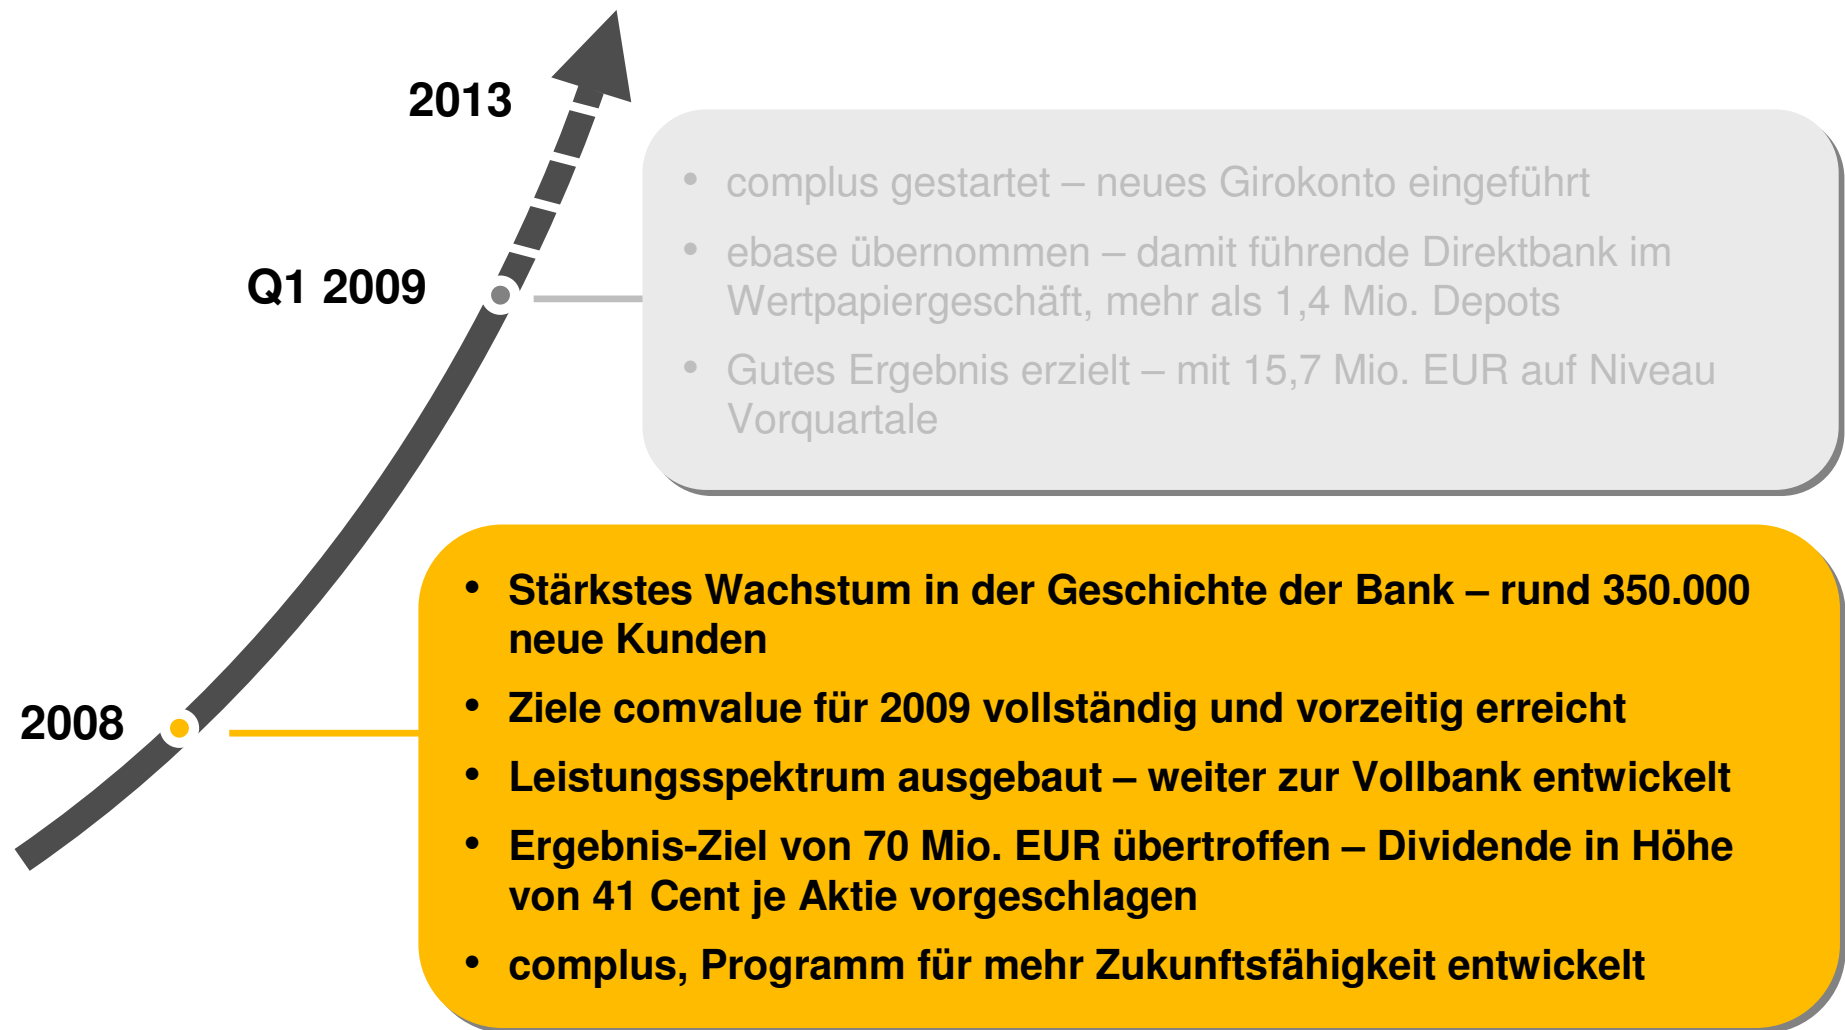 2013
• complus gestartet – neues Girokonto eingeführt
• ebase übernommen – damit führende Direktbank im
Wertpapiergeschäft, mehr als 1,4 Mio. Depots
• Gutes Ergebnis erzielt – mit 15,7 Mio. EUR auf Niveau
Vorquartale
Q1 2009
• Stärkstes Wachstum in der Geschichte der Bank – rund 350.000
neue Kunden
• Ziele comvalue für 2009 vollständig und vorzeitig erreicht
• Leistungsspektrum ausgebaut – weiter zur Vollbank entwickelt
• Ergebnis-Ziel von 70 Mio. EUR übertroffen – Dividende in Höhe
von 41 Cent je Aktie vorgeschlagen
• complus, Programm für mehr Zukunftsfähigkeit entwickelt
2008